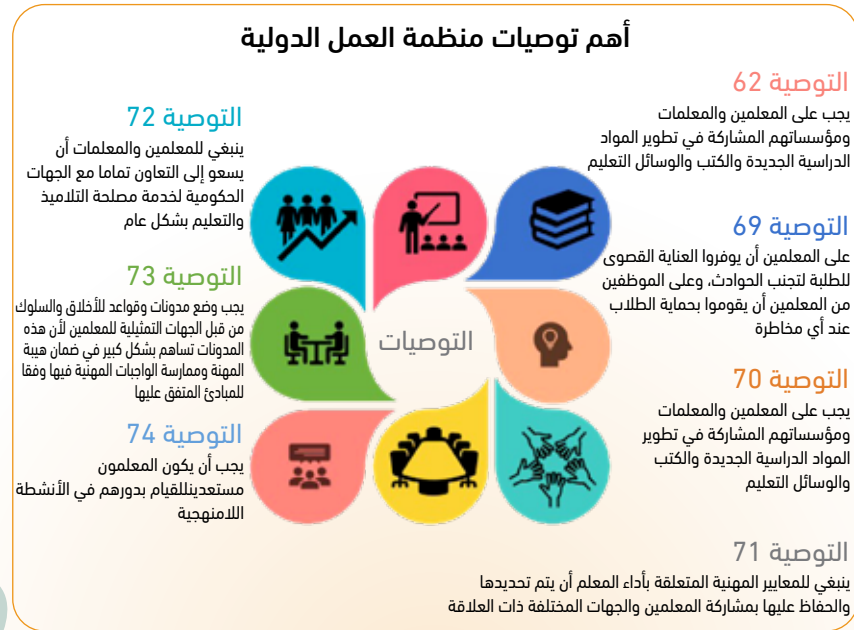 أهم توصيات منظمة العمل الدولية
التوصية 62
يجب على المعلمين والمعلمات
ومؤسساتهم المشاركة في تطوير المواد
الدراسية الجديدة والكتب والوسائل التعليم
التوصية 69
على المعلمين أن يوفروا العناية القصوى
للطلبة لتجنب الحوادث، وعلى الموظفين
من المعلمين أن يقوموا بحماية الطلاب
عند أي مخاطرة
التوصية 70
يجب على المعلمين والمعلمات
ومؤسساتهم المشاركة في تطوير
المواد الدراسية الجديدة والكتب
والوسائل التعليم
التوصية 71
ينبغي للمعايير المهنية المتعلقة بأداء المعلم أن يتم تحديدها
والحفاظ عليها بمشاركة المعلمين والجهات المختلفة ذات العلاقة
التوصيات
التوصية 72
ينبغي للمعلمين والمعلمات أن
يسعو إلى التعاون تماما مع الجهات
الحكومية لخدمة مصلحة التلاميذ
والتعليم بشكل عام
التوصية 73
يجب وضع مدونات وقواعد للأخلاق والسلوك
من قبل الجهات التمثيلية للمعلمين لأن هذه
المدونات تساهم بشكل كبير في ضمان هيبة
المهنة وممارسة الواجبات المهنية فيها وفقا
للمبادئ المتفق عليها
التوصية 74
يجب أن يكون المعلمون
مستعدينللقيام بدورهم في الأنشطة
اللامنهجية